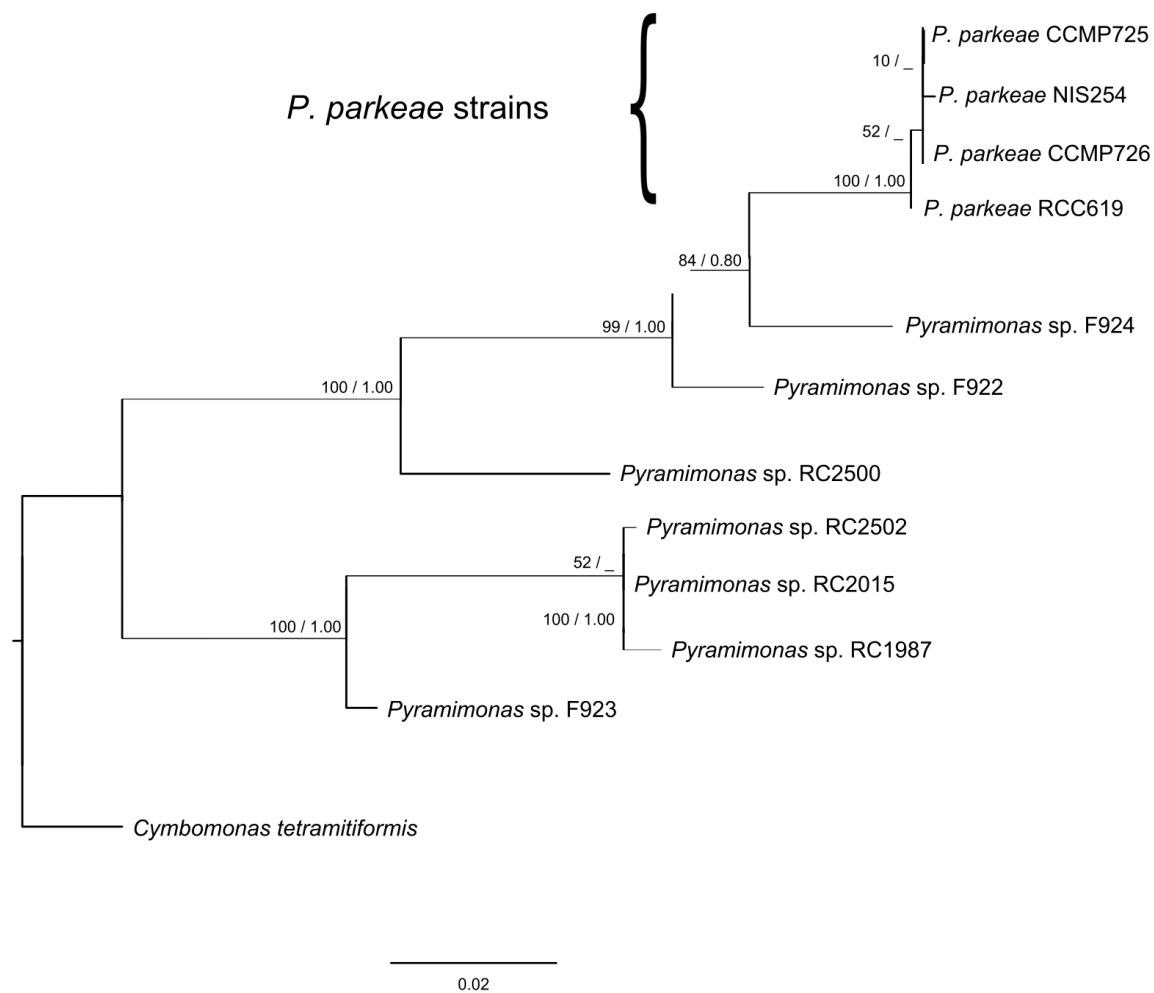 P. parkeae CCMP725
10 / _
P. parkeae NIS254
P. parkeae strains
52 / _
P. parkeae CCMP726
100 / 1.00
P. parkeae RCC619
84 / 0.80
Pyramimonas sp. F924
99 / 1.00
Pyramimonas sp. F922
100 / 1.00
Pyramimonas sp. RC2500
Pyramimonas sp. RC2502
52 / _
Pyramimonas sp. RC2015
100 / 1.00
100 / 1.00
Pyramimonas sp. RC1987
Pyramimonas sp. F923
Cymbomonas tetramitiformis
0.02